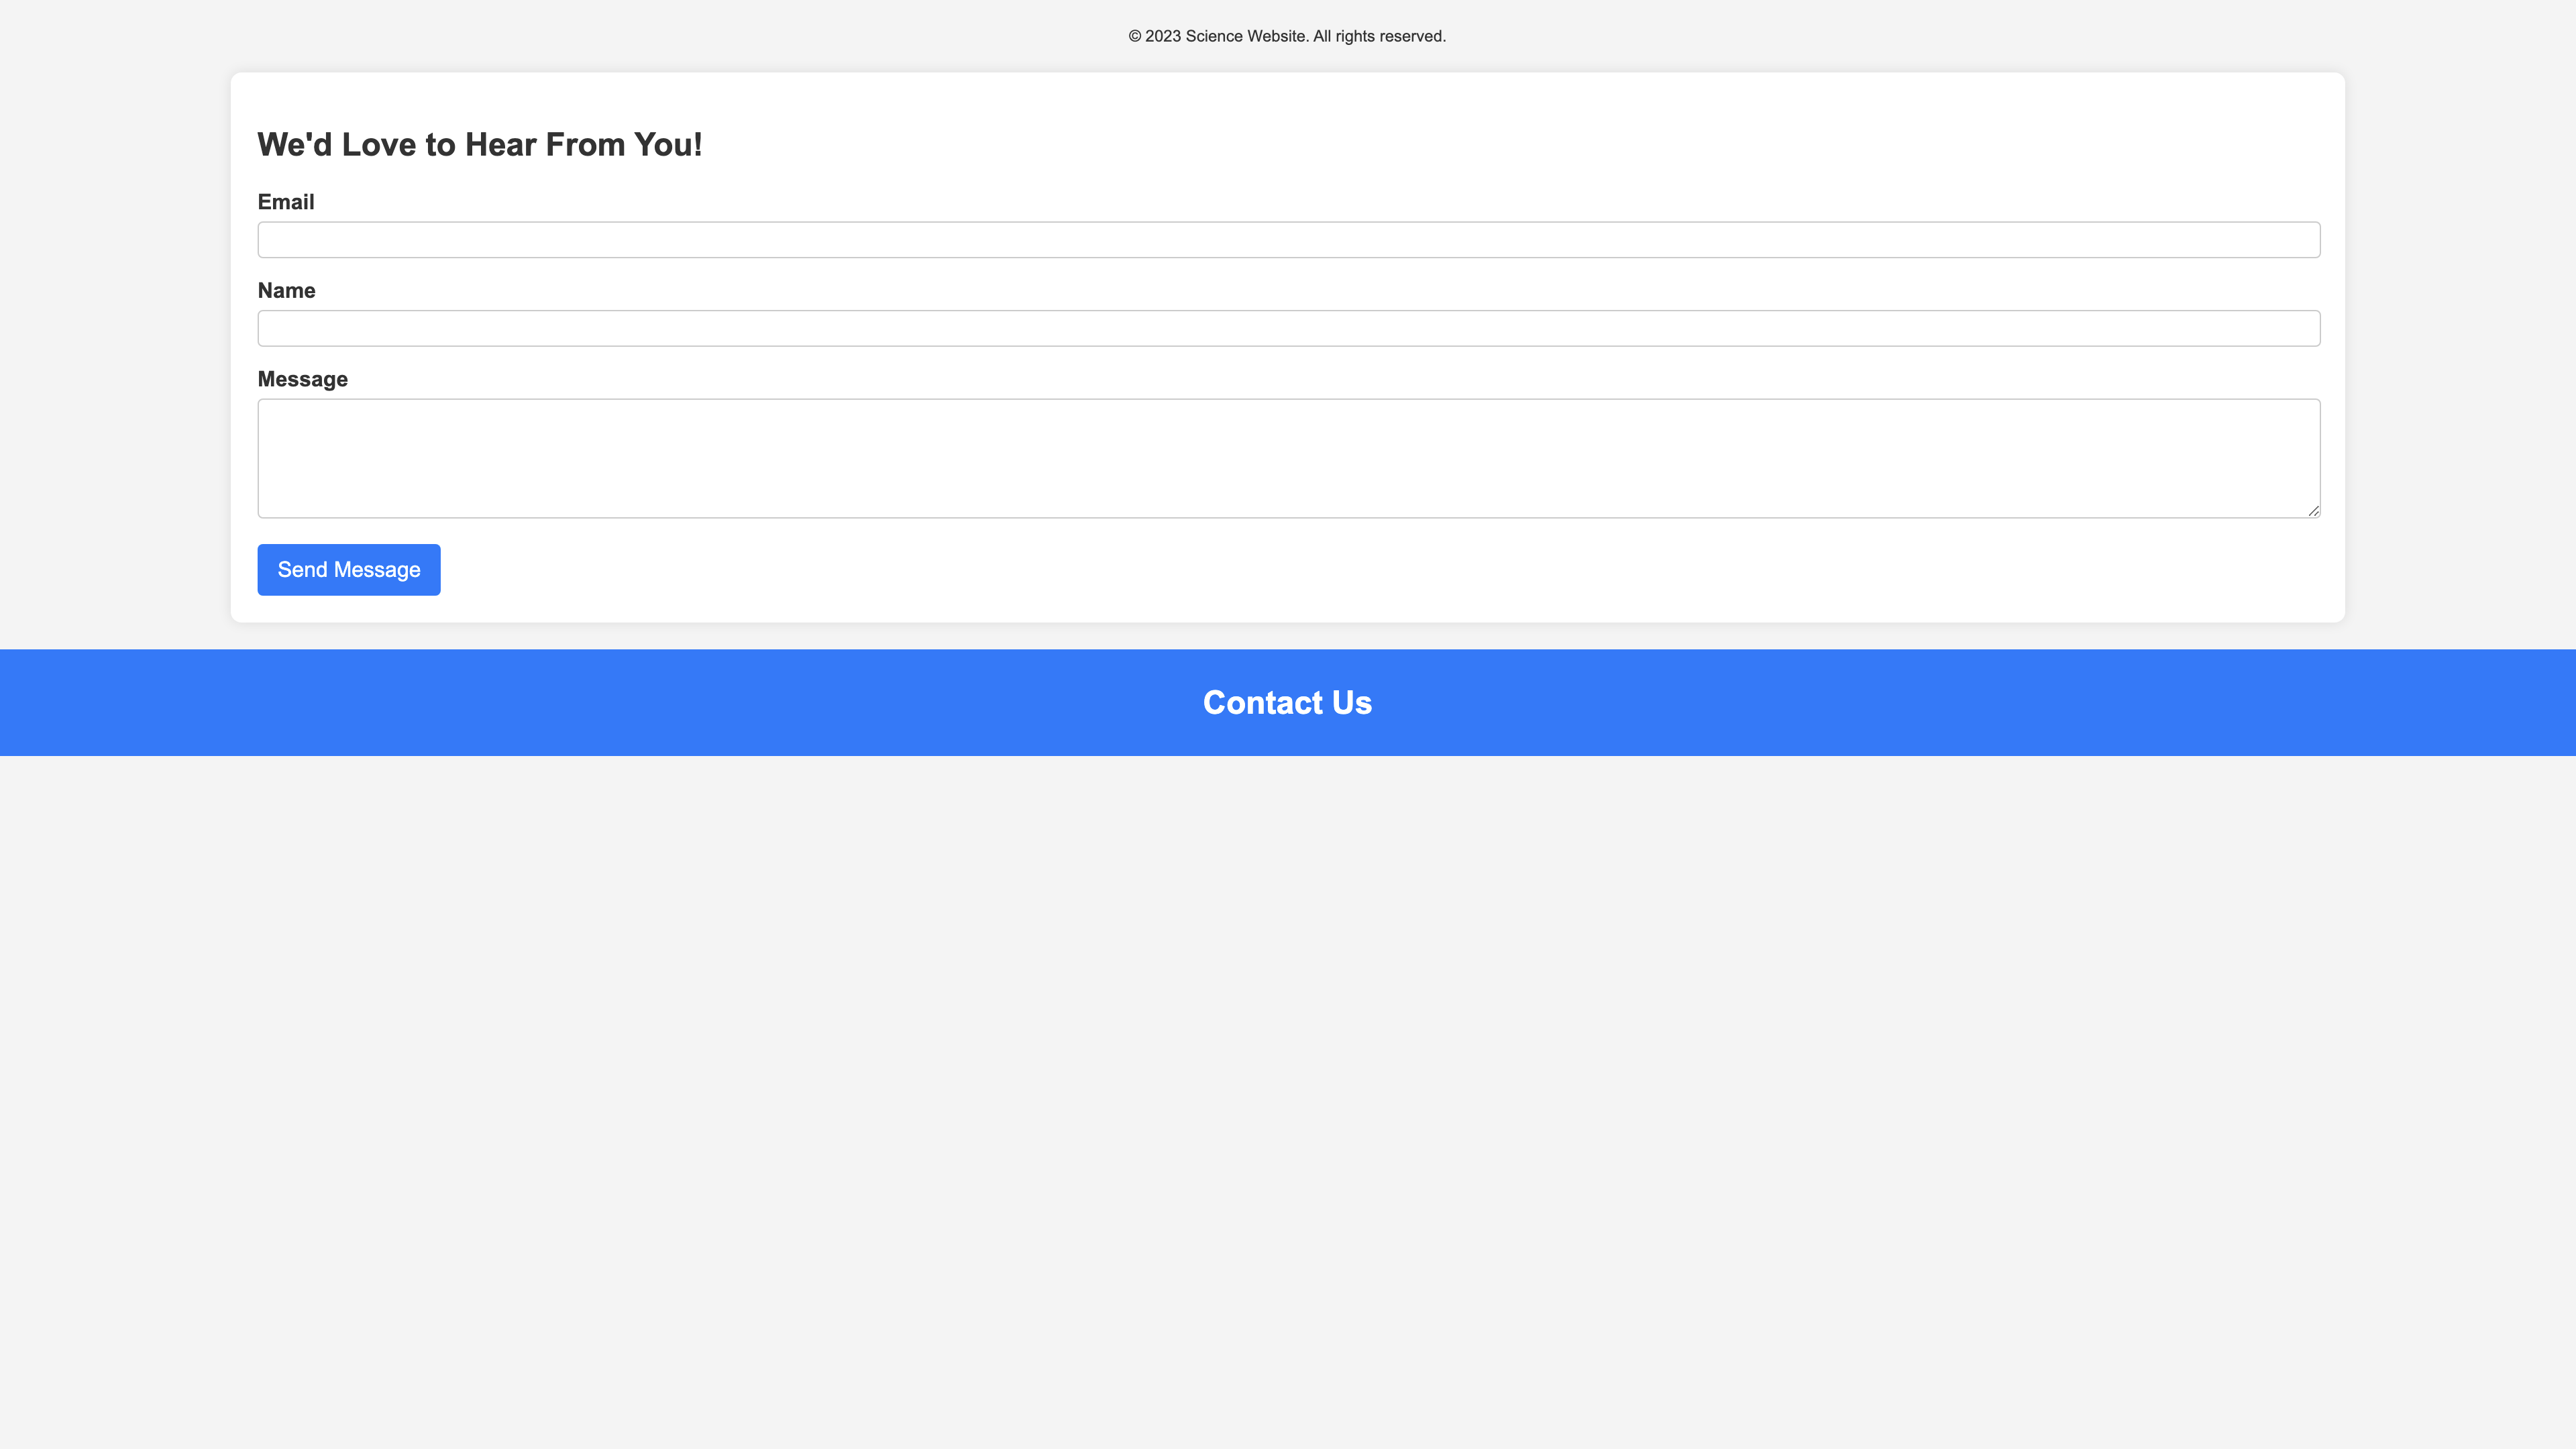 © 2023 Science Website. All rights reserved.
We'd Love to Hear From You!
Email
Name
Message
Send Message
Contact Us